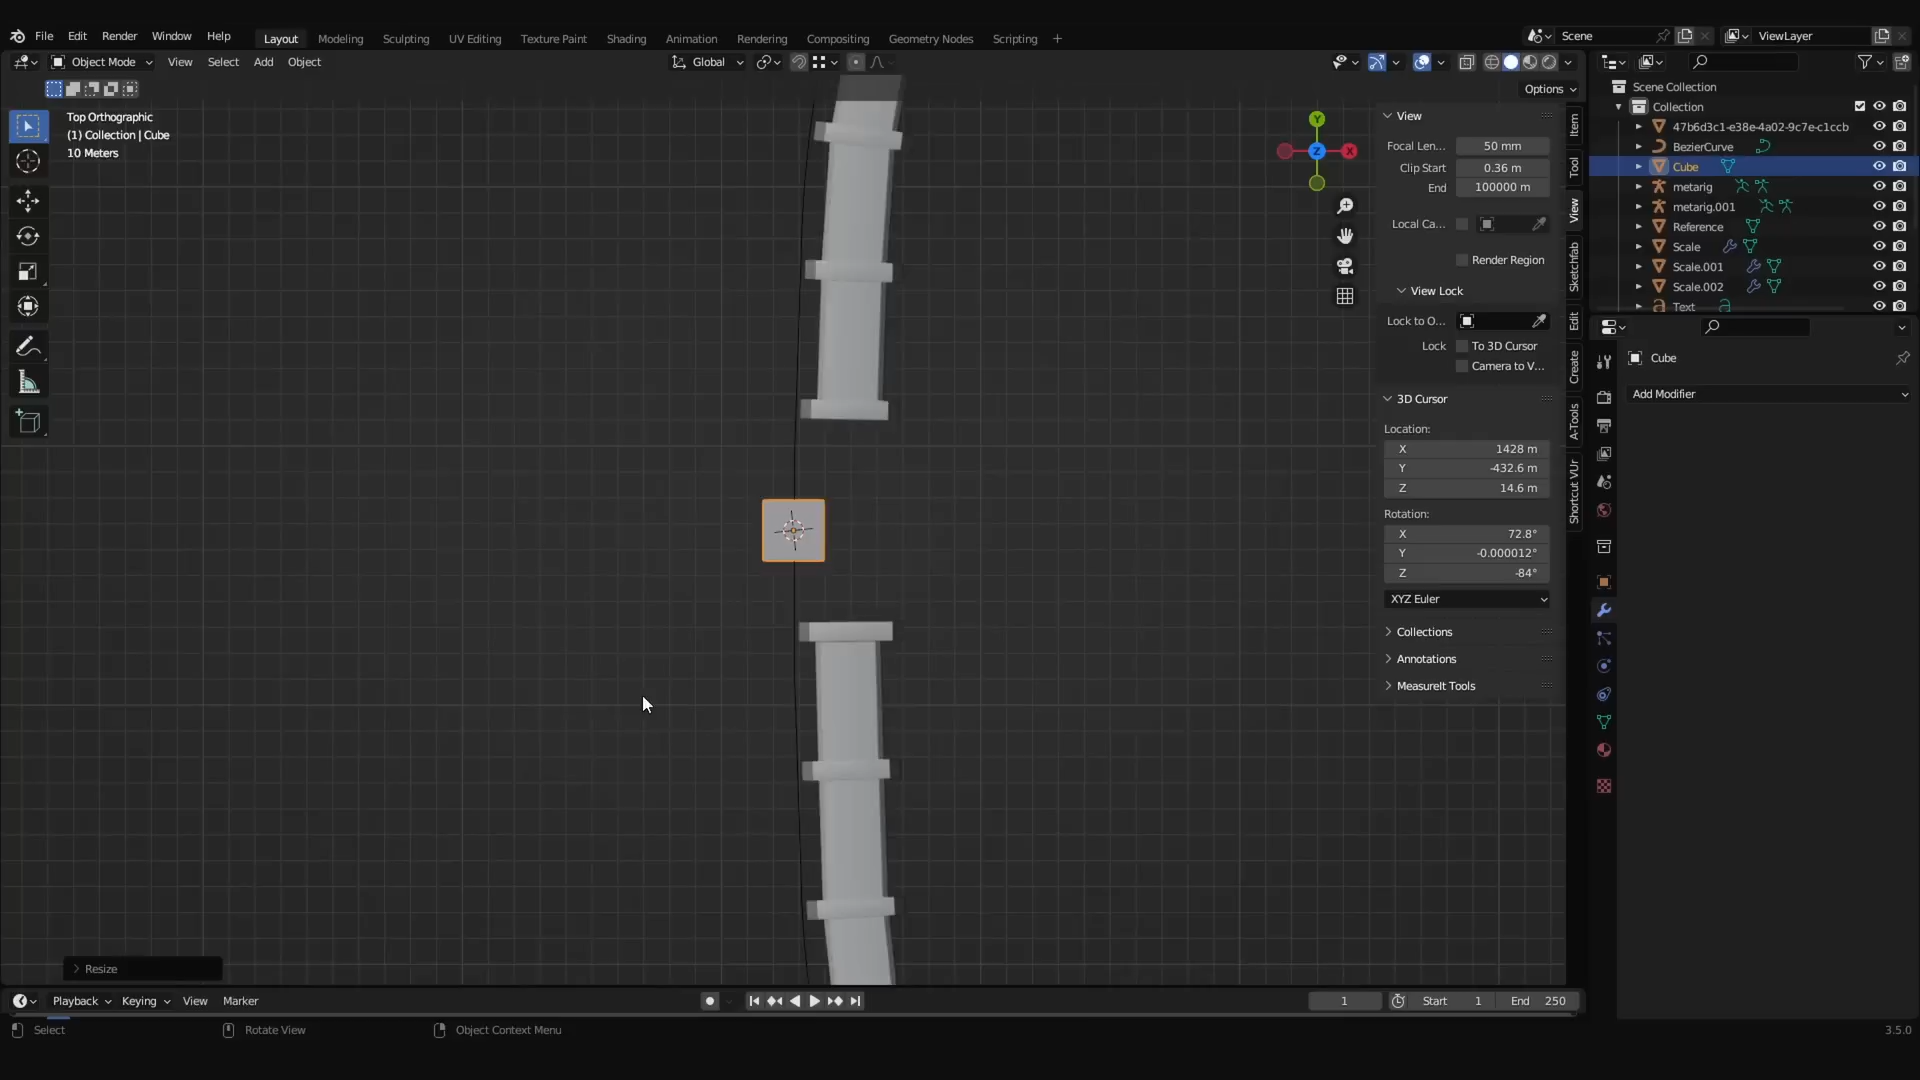 File Edit Render Window Help Layout Modeling Sculpting UV Editing Texture Paint Shading Animation Rendering Compositing Geometry Nodes Scripting + Scene ViewLayer
Object Mode View Select Add Object Global
Options
Top Orthographic
(1) Collection | Cube
10 Meters
Y
X
Z
View
Focal Len... 50 mm
Clip Start 0.36 m
End 100000 m
Local Ca...
Render Region
View Lock
Lock to O...
Lock To 3D Cursor
Camera to V...
3D Cursor
Location:
X 1428 m
Y -432.6 m
Z 14.6 m
Rotation:
X 72.8°
Y -0.000012°
Z -84°
XYZ Euler
Collections
Annotations
MeasureIt Tools
Item
Tool
View
Sketchfab
Edit
Create
A-Tools
Shortcut VUr
Scene Collection
Collection
47b6d3c1-e38e-4a02-9c7e-c1ccb
BezierCurve
Cube
metarig
metarig.001
Reference
Scale
Scale.001
Scale.002
Text
Cube
Add Modifier
Resize
Playback Keying View Marker 1 Start 1 End 250
Select Rotate View Object Context Menu 3.5.0